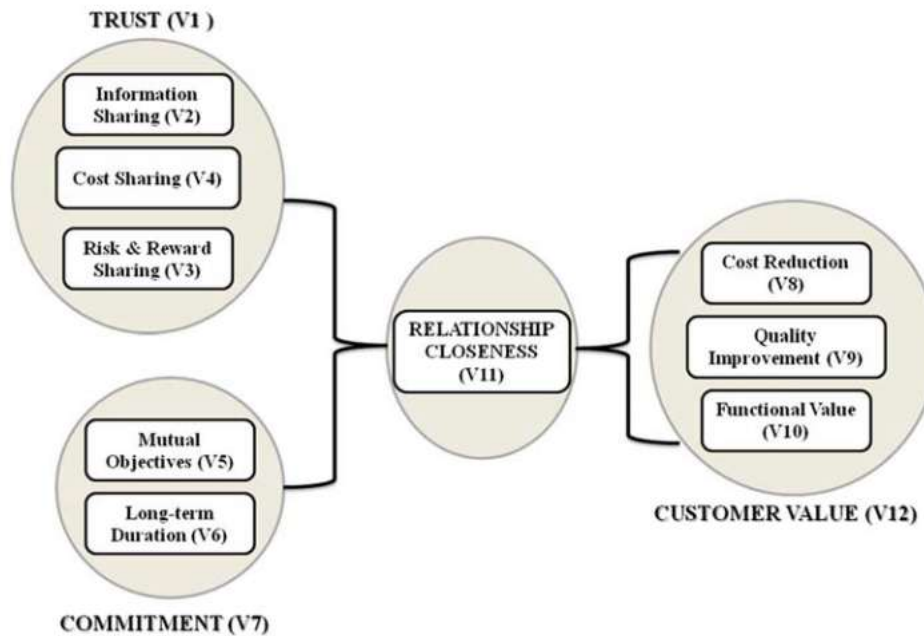 TRUST (V1 )
Information
Sharing (V2)
Cost Sharing (V4)
Risk & Reward
Sharing (V3)
RELATIONSHIP
CLOSENESS
(V11)
Cost Reduction
(V8)
Quality
Improvement (V9)
Functional Value
(V10)
CUSTOMER VALUE (V12)
Mutual
Objectives (V5)
Long-term
Duration (V6)
COMMITMENT (V7)